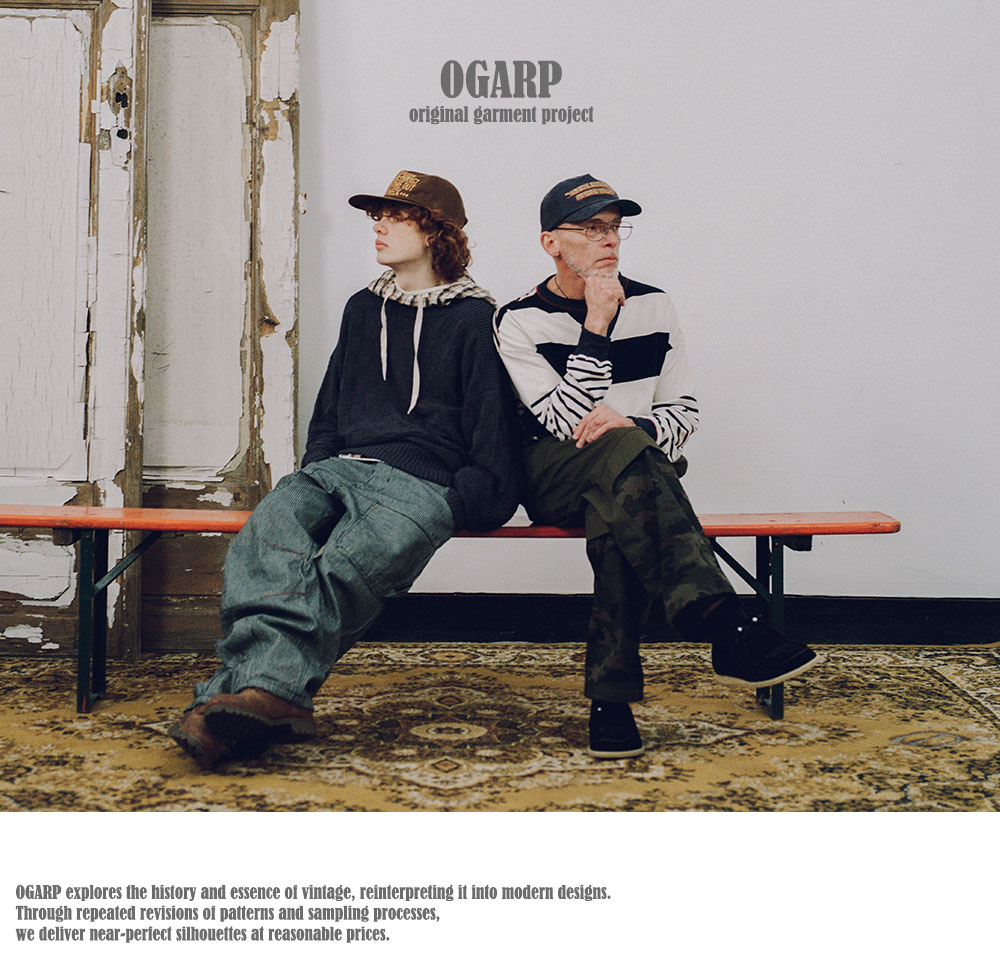 OGARP
original garment project
OGARP explores the history and essence of vintage, reinterpreting it into modern designs.
Through repeated revisions of patterns and sampling processes,
we deliver near-perfect silhouettes at reasonable prices.